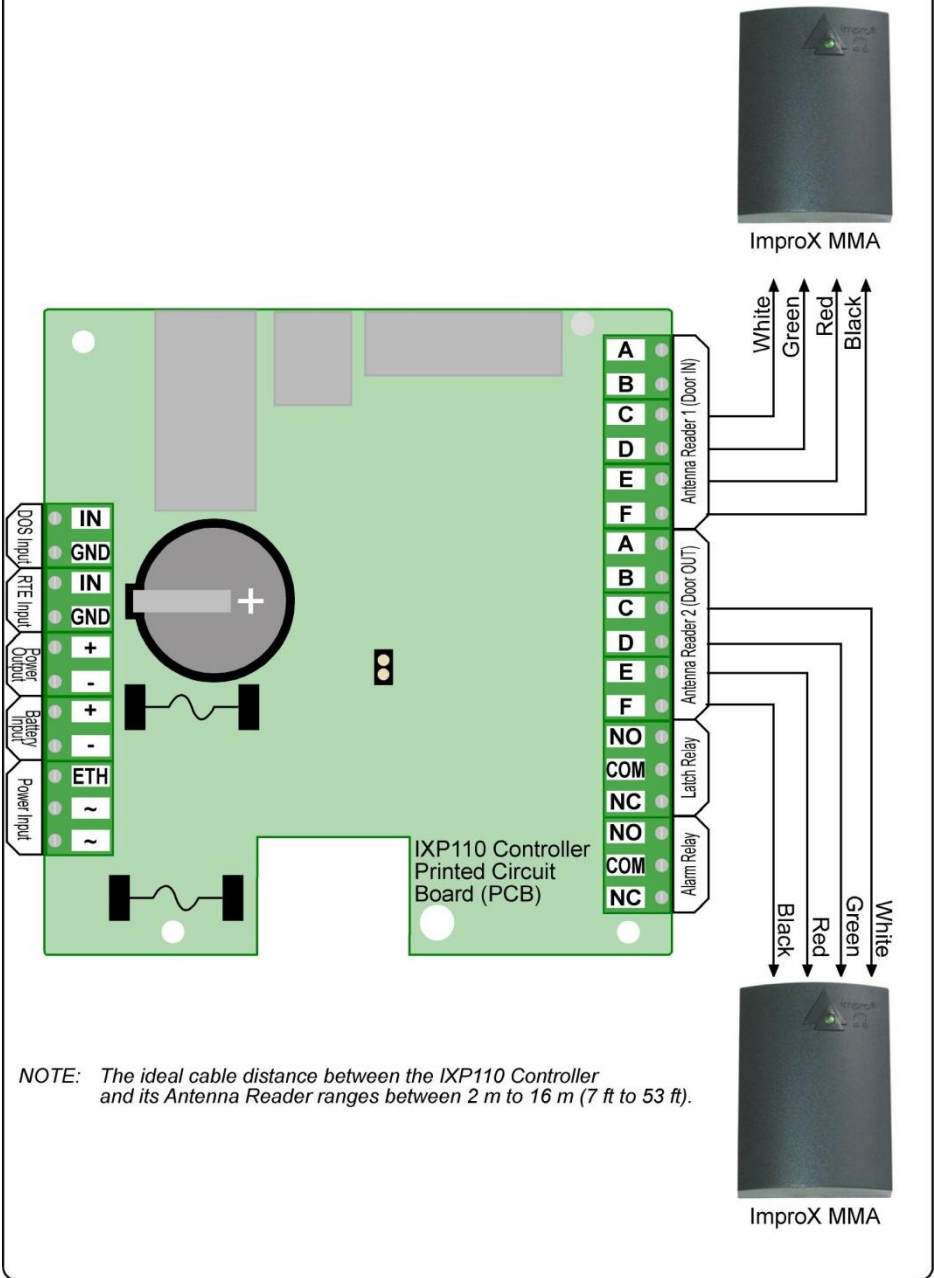 impro®
ImproX MMA
White
Green
Red
Black
A
B
C
D
E
F
Antenna Reader 1 (Door IN)
A
B
C
D
E
F
Antenna Reader 2 (Door OUT)
NO
COM
NC
Latch Relay
NO
COM
NC
Alarm Relay
DOS Input
IN
GND
RTE Input
IN
GND
Power
Output
+
-
Battery
Input
+
-
Power Input
ETH
~
~
+
IXP110 Controller
Printed Circuit
Board (PCB)
Black
Red
Green
White
impro®
ImproX MMA
NOTE: The ideal cable distance between the IXP110 Controller
and its Antenna Reader ranges between 2 m to 16 m (7 ft to 53 ft).